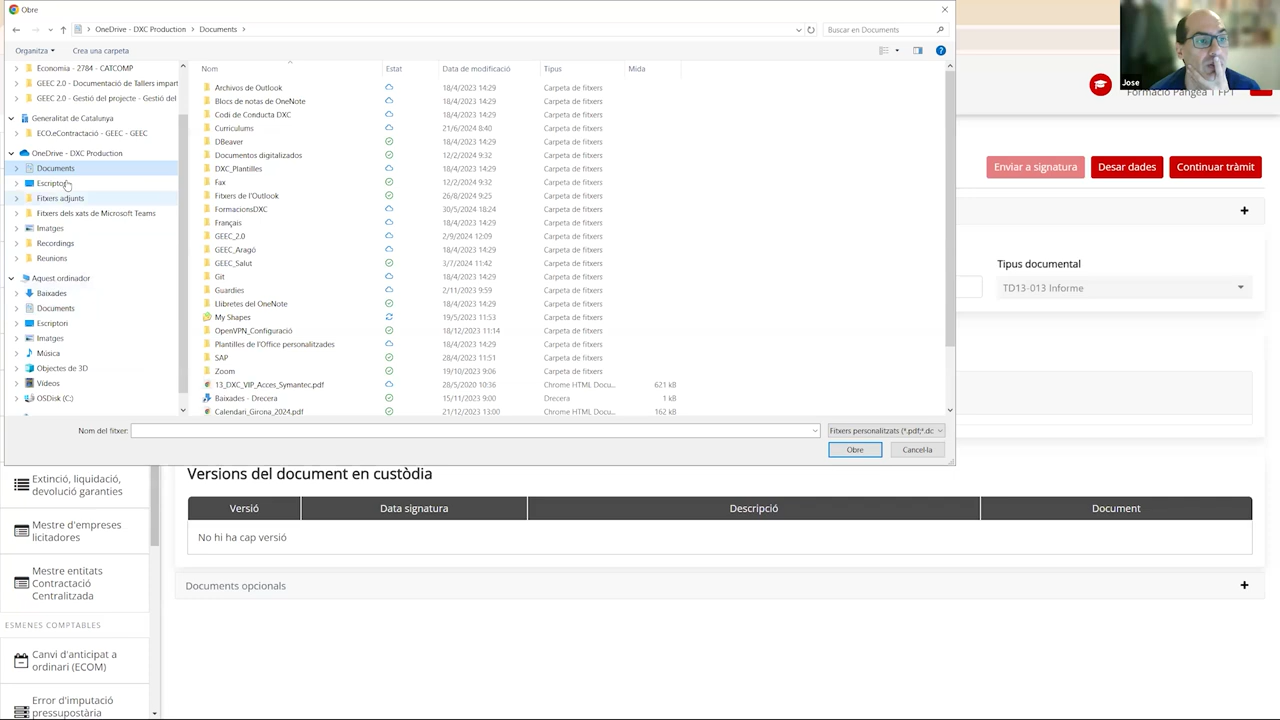 Obre
OneDrive - DXC Production
Documents
Buscar en Documents
Organitza
Crea una carpeta
Economia - 2784 - CATCOMP
GEEC 2.0 - Documentació de Tallers impart
GEEC 2.0 - Gestió del projecte - Gestió del
Generalitat de Catalunya
ECO.eContractació - GEEC - GEEC
OneDrive - DXC Production
Documents
Escriptori
Fitxers adjunts
Fitxers dels xats de Microsoft Teams
Imatges
Recordings
Reunions
Aquest ordinador
Baixades
Documents
Escriptori
Imatges
Música
Objectes de 3D
Vídeos
OSDisk (C:)
Nom Estat Data de modificació Tipus Mida
Archivos de Outlook 18/4/2023 14:29 Carpeta de fitxers
Blocs de notas de OneNote 18/4/2023 14:29 Carpeta de fitxers
Codi de Conducta DXC 18/4/2023 14:29 Carpeta de fitxers
Curriculums 21/6/2024 8:40 Carpeta de fitxers
DBeaver 18/4/2023 14:29 Carpeta de fitxers
Documentos digitalizados 12/2/2024 9:32 Carpeta de fitxers
DXC_Plantilles 18/4/2023 14:29 Carpeta de fitxers
Fax 12/2/2024 9:32 Carpeta de fitxers
Fitxers de l'Outlook 26/8/2024 9:25 Carpeta de fitxers
FormacionsDXC 30/5/2024 18:24 Carpeta de fitxers
Français 18/4/2023 14:29 Carpeta de fitxers
GEEC_2.0 2/9/2024 12:09 Carpeta de fitxers
GEEC_Aragó 18/4/2023 14:29 Carpeta de fitxers
GEEC_Salut 3/7/2024 11:42 Carpeta de fitxers
Git 18/4/2023 14:29 Carpeta de fitxers
Guardies 2/11/2023 9:59 Carpeta de fitxers
Llibretes del OneNote 18/4/2023 14:29 Carpeta de fitxers
My Shapes 19/5/2023 11:53 Carpeta de fitxers
OpenVPN_Configuració 18/12/2023 11:14 Carpeta de fitxers
Plantilles de l'Office personalitzades 18/4/2023 14:29 Carpeta de fitxers
SAP 28/4/2023 11:51 Carpeta de fitxers
Zoom 19/10/2023 9:06 Carpeta de fitxers
13_DXC_VIP_Acces_Symantec.pdf 28/5/2020 10:36 Chrome HTML Docu... 621 kB
Baixades - Drecera 15/11/2023 9:00 Drecera 1 kB
Calendari_Girona_2024.pdf 21/12/2023 13:00 Chrome HTML Docu... 162 kB
Nom del fitxer:
Fitxers personalitzats (*.pdf;*.dc
Obre
Cancel·la
Jose
Formació Pangea 1 FP1
Enviar a signatura
Desar dades
Continuar tràmit
Tipus documental
TD13-013 Informe
Extinció, liquidació,
devolució garanties
Mestre d'empreses
licitadores
Mestre entitats
Contractació
Centralitzada
ESMENES COMPTABLES
Canvi d'anticipat a
ordinari (ECOM)
Error d'imputació
pressupostària
Versions del document en custòdia
Versió Data signatura Descripció Document
No hi ha cap versió
Documents opcionals